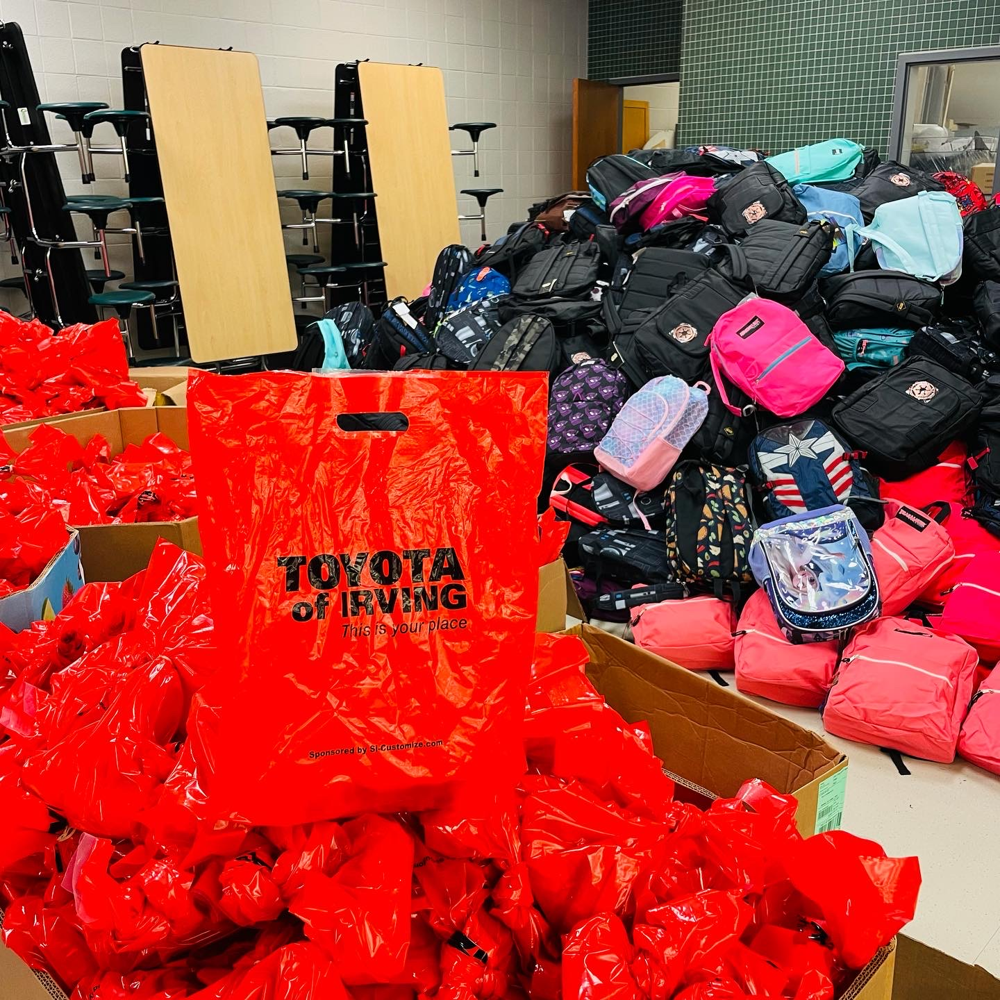 TOYOTA
of IRVING
This is your place
Sponsored by SI-Customize.com